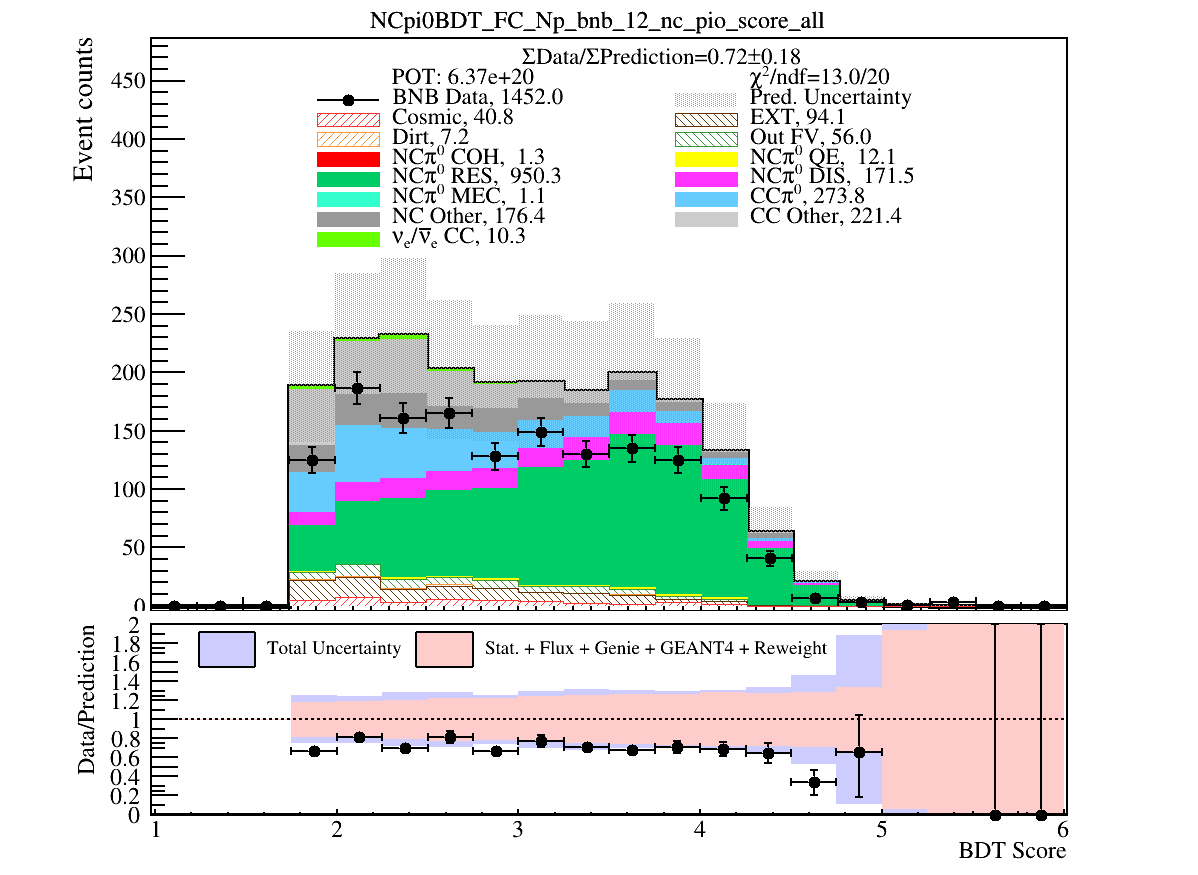 NCpi0BDT_FC_Np_bnb_12_nc_pio_score_all
ΣData/ΣPrediction=0.72±0.18
POT: 6.37e+20
χ²/ndf=13.0/20
BNB Data, 1452.0
Pred. Uncertainty
Cosmic, 40.8
EXT, 94.1
Dirt, 7.2
Out FV, 56.0
NCπ⁰ COH, 1.3
NCπ⁰ QE, 12.1
NCπ⁰ RES, 950.3
NCπ⁰ DIS, 171.5
NCπ⁰ MEC, 1.1
CCπ⁰, 273.8
NC Other, 176.4
CC Other, 221.4
νₑ/ν̅ₑ CC, 10.3
Event counts
450
400
350
300
250
200
150
100
50
0
Total Uncertainty
Stat. + Flux + Genie + GEANT4 + Reweight
Data/Prediction
2
1.8
1.6
1.4
1.2
1
0.8
0.6
0.4
0.2
0
1 2 3 4 5 6
BDT Score